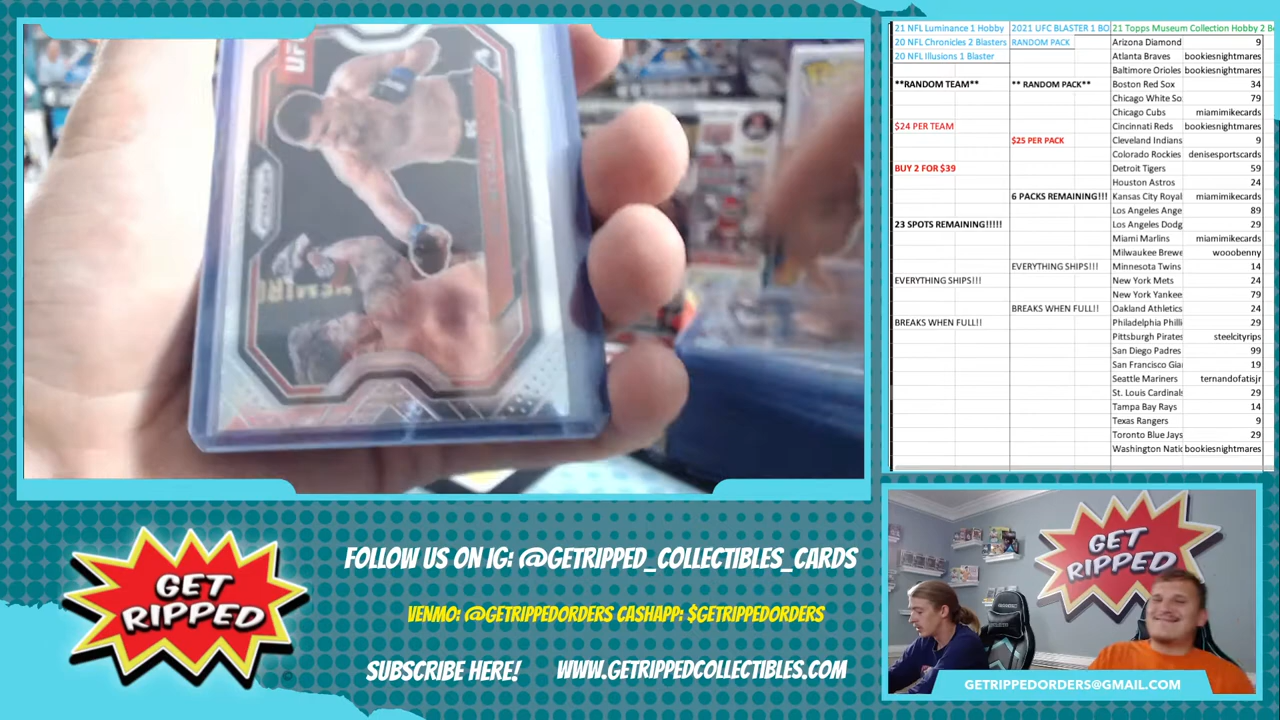 21 NFL Luminance 1 Hobby
20 NFL Chronicles 2 Blasters
20 NFL Illusions 1 Blaster
**RANDOM TEAM**
$24 PER TEAM
BUY 2 FOR $39
23 SPOTS REMAINING!!!!!
EVERYTHING SHIPS!!!
BREAKS WHEN FULL!!
2021 UFC BLASTER 1 BO
RANDOM PACK
** RANDOM PACK**
$25 PER PACK
6 PACKS REMAINING!!!
EVERYTHING SHIPS!!!
BREAKS WHEN FULL!!
21 Topps Museum Collection Hobby 2 B
Arizona Diamond 9
Atlanta Braves bookiesnightmares
Baltimore Orioles bookiesnightmares
Boston Red Sox 34
Chicago White So 79
Chicago Cubs miamimikecards
Cincinnati Reds bookiesnightmares
Cleveland Indians 9
Colorado Rockies denisesportscards
Detroit Tigers 59
Houston Astros 24
Kansas City Royal miamimikecards
Los Angeles Ange 89
Los Angeles Dodg 29
Miami Marlins miamimikecards
Milwaukee Brewe wooobenny
Minnesota Twins 14
New York Mets 24
New York Yankee 79
Oakland Athletics 24
Philadelphia Philli 29
Pittsburgh Pirates steelcityrips
San Diego Padres 99
San Francisco Gia 19
Seattle Mariners ternandofatisjr
St. Louis Cardinals 29
Tampa Bay Rays 14
Texas Rangers 9
Toronto Blue Jays 29
Washington Natic bookiesnightmares
GET
RIPPED
FOLLOW US ON IG: @GETRIPPED_COLLECTIBLES_CARDS
VENMO: @GETRIPPEDORDERS CASHAPP: $GETRIPPEDORDERS
SUBSCRIBE HERE! WWW.GETRIPPEDCOLLECTIBLES.COM
GET
RIPPED
GETRIPPEDORDERS@GMAIL.COM